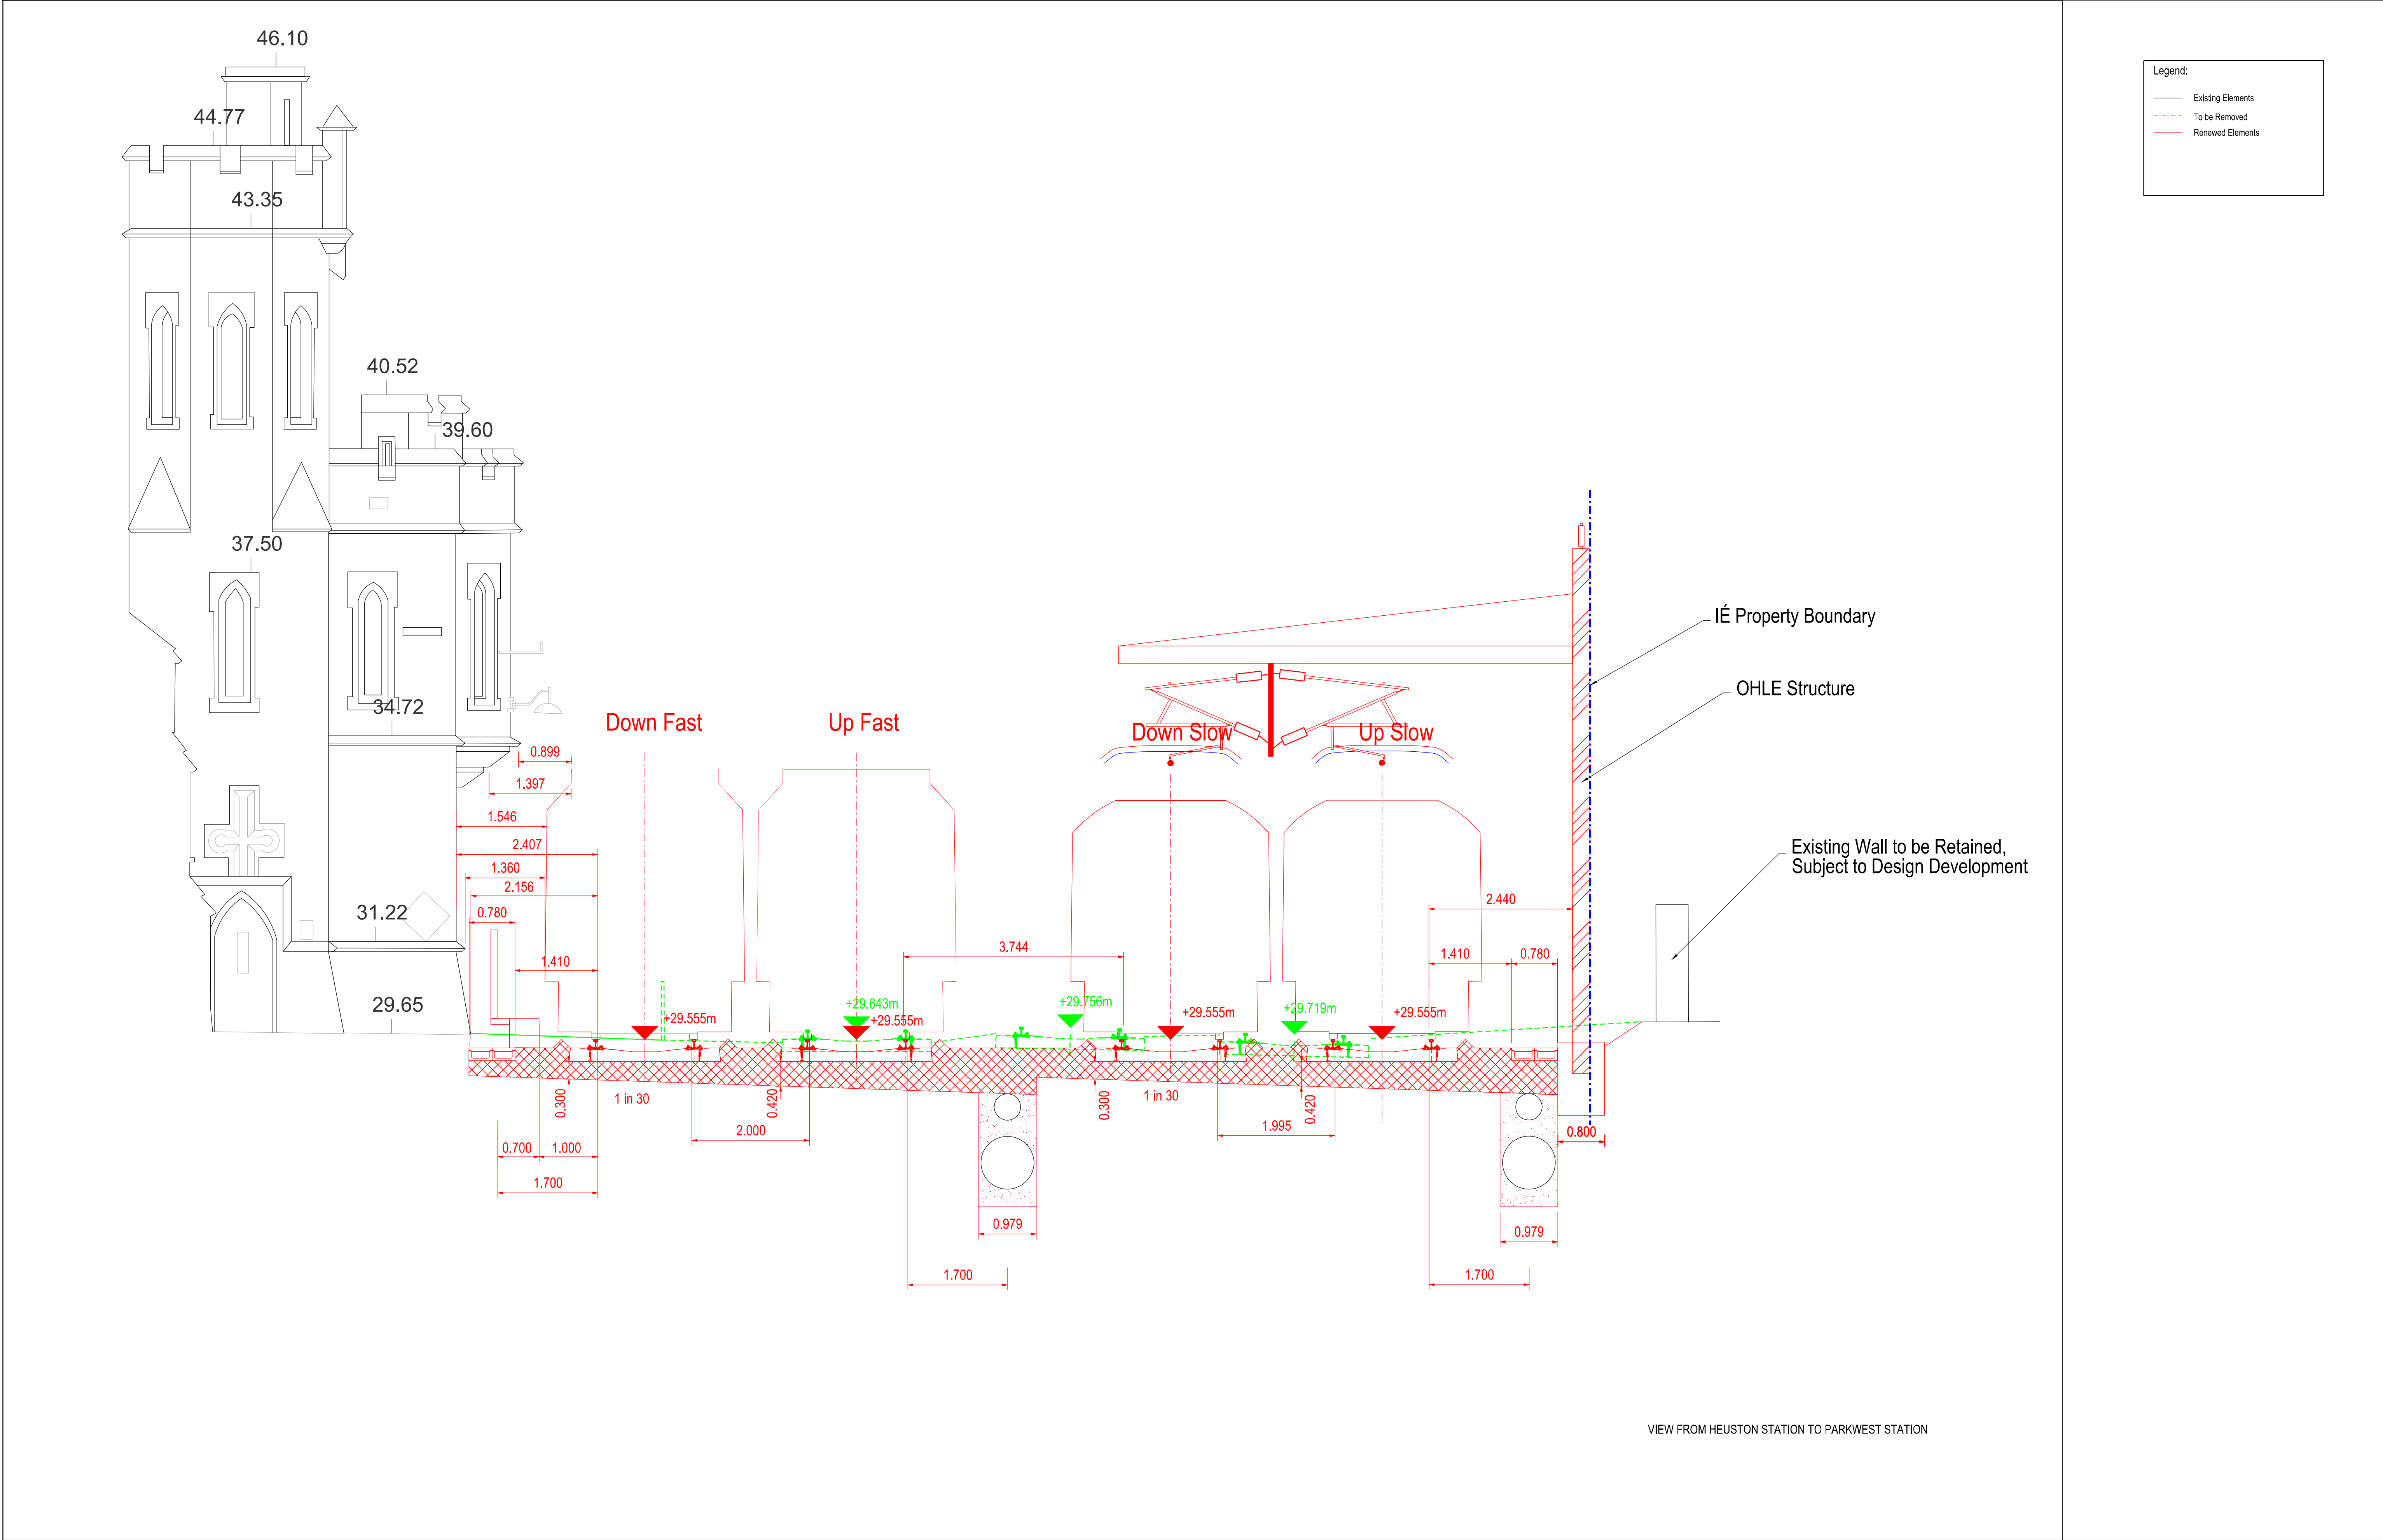 46.10
Legend:
Existing Elements
44.77
To be Removed
Renewed Elements
43.35
40.52
39.60
37.50
IÉ Property Boundary
OHLE Structure
34.72
Down Fast
Up Fast
Down Slow
Up Slow
0.899
1.397
1.546
2.407
Existing Wall to be Retained,
Subject to Design Development
1.360
2.156
2.440
31.22
0.780
3.744
1.410
1.410
0.780
29.65
+29.643m
+29.756m
+29.555m
+29.555m
+29.555m
+29.719m
+29.555m
0.300
1 in 30
0.420
0.300
1 in 30
0.420
2.000
1.995
0.800
0.700
1.000
1.700
0.979
0.979
1.700
1.700
VIEW FROM HEUSTON STATION TO PARKWEST STATION